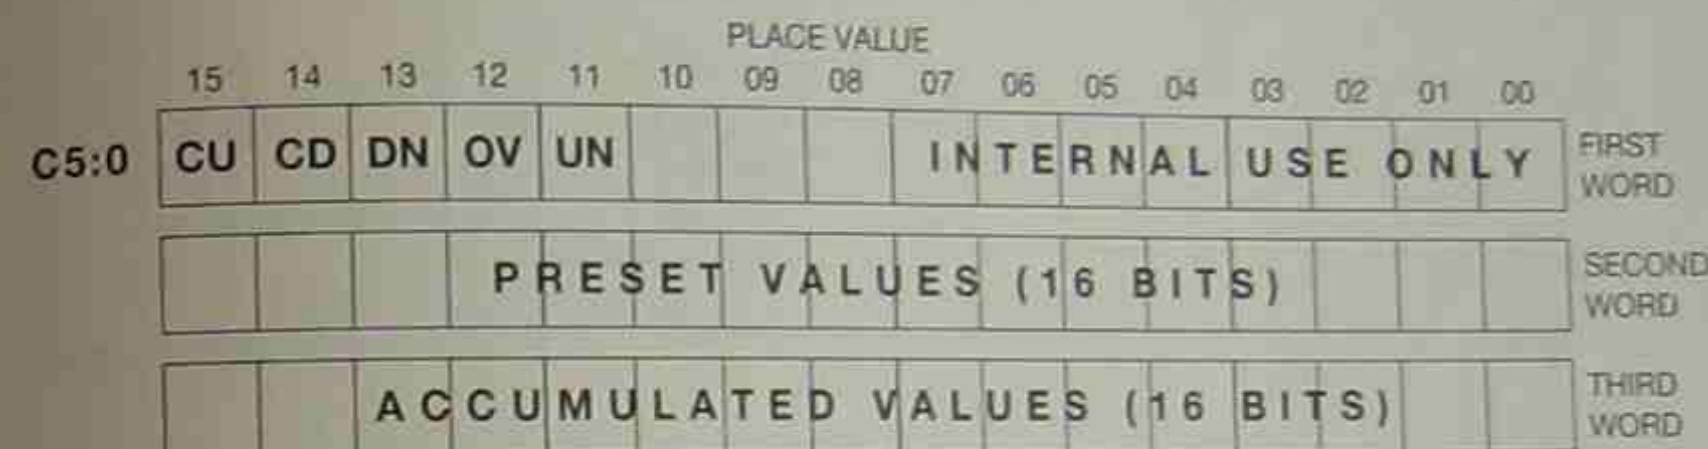 PLACE VALUE
15 14 13 12 11 10 09 08 07 06 05 04 03 02 01 00
C5:0 CU CD DN OV UN INTERNAL USE ONLY FIRST WORD
PRESET VALUES (16 BITS) SECOND WORD
ACCUMULATED VALUES (16 BITS) THIRD WORD